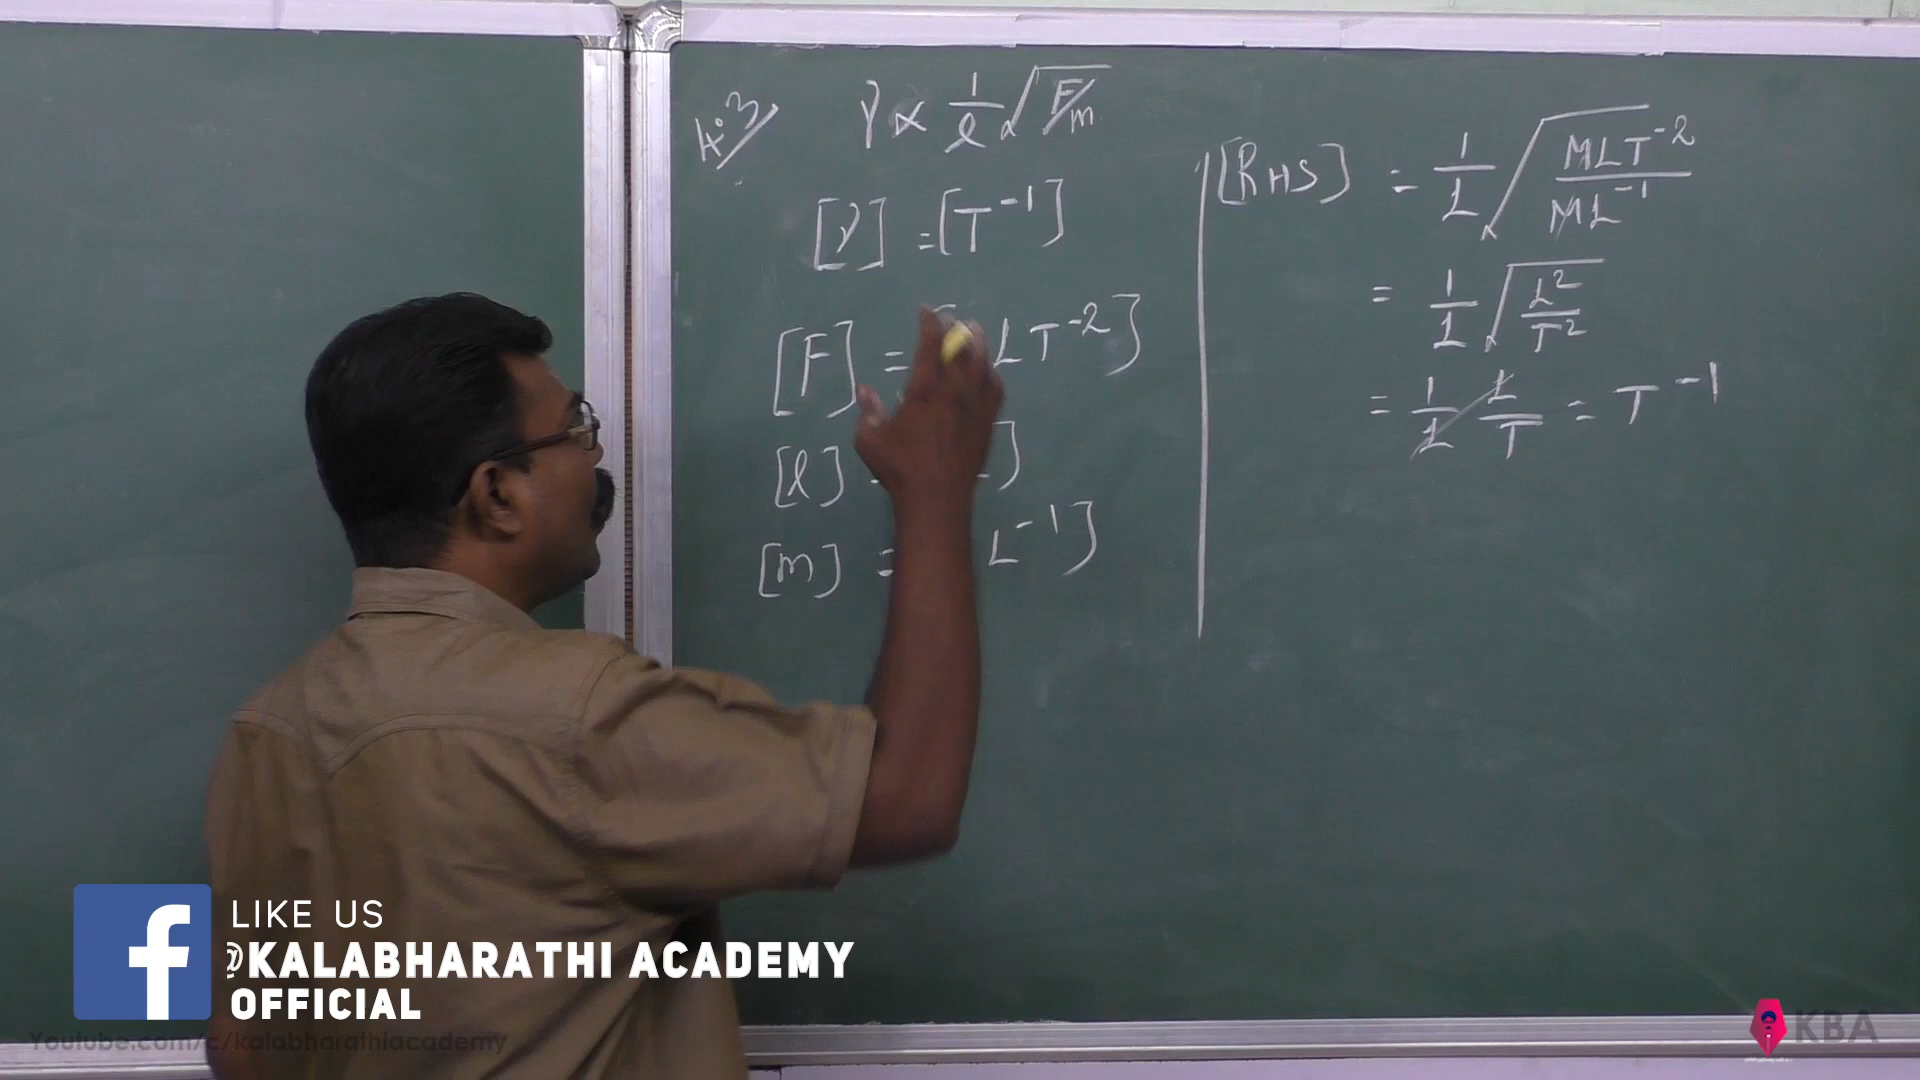 4.3
γ ∝ 1/l √F/m
[γ] = [T⁻¹]
[F] = [ L T⁻²]
[l]
[m] = L⁻¹]
[RHS] = 1/L √(MLT⁻²/ML⁻¹)
= 1/L √(L²/T²)
= 1/L L/T = T⁻¹
LIKE US
@KALABHARATHI ACADEMY
OFFICIAL
Youtube.com/c/kalabharathiacademy
KBA